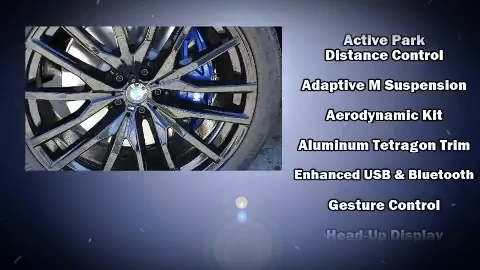 Active Park
Distance Control
Adaptive M Suspension
Aerodynamic Kit
Aluminum Tetragon Trim
Enhanced USB & Bluetooth
Gesture Control
Head-Up Display